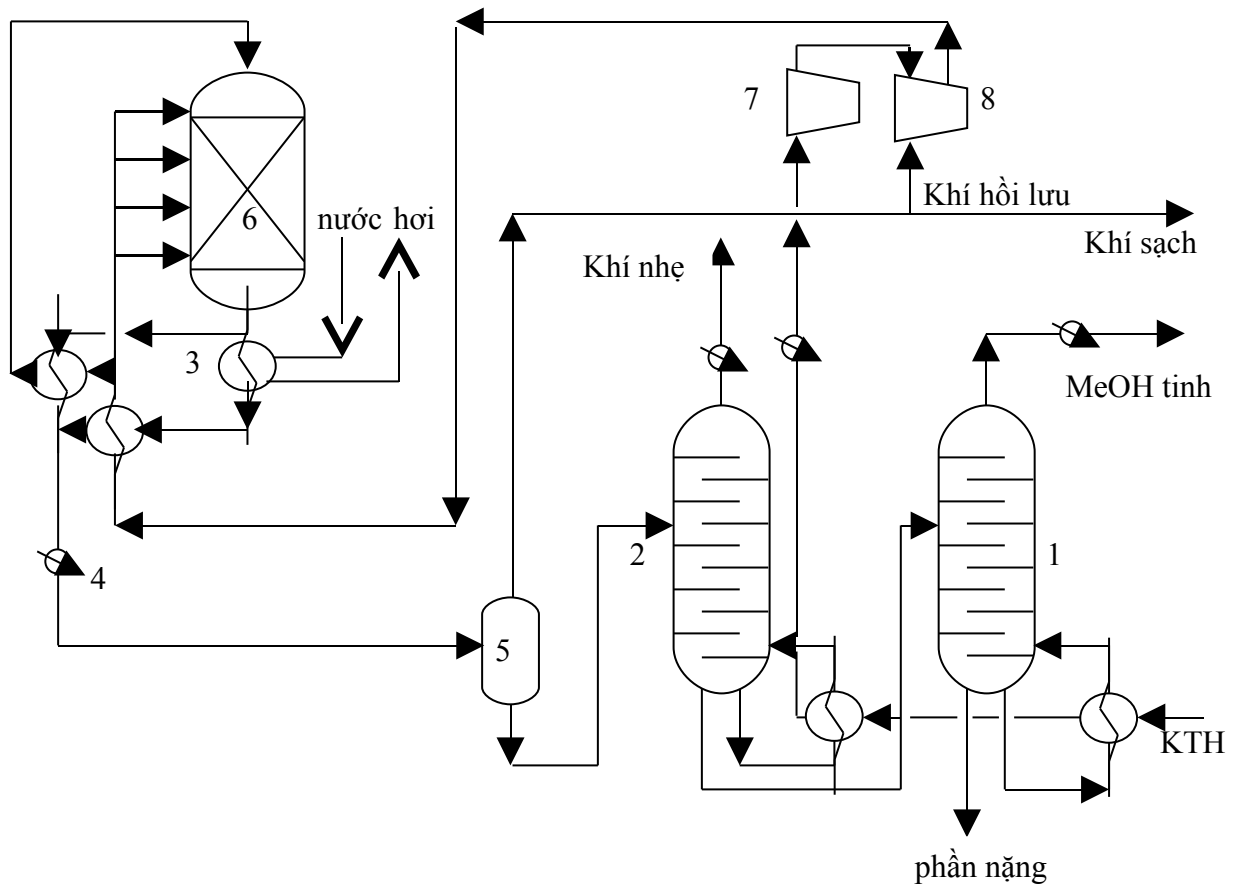 7
8
Khí hồi lưu
Khí sạch
6
nước hơi
Khí nhẹ
3
MeOH tinh
4
2
1
5
KTH
phần nặng